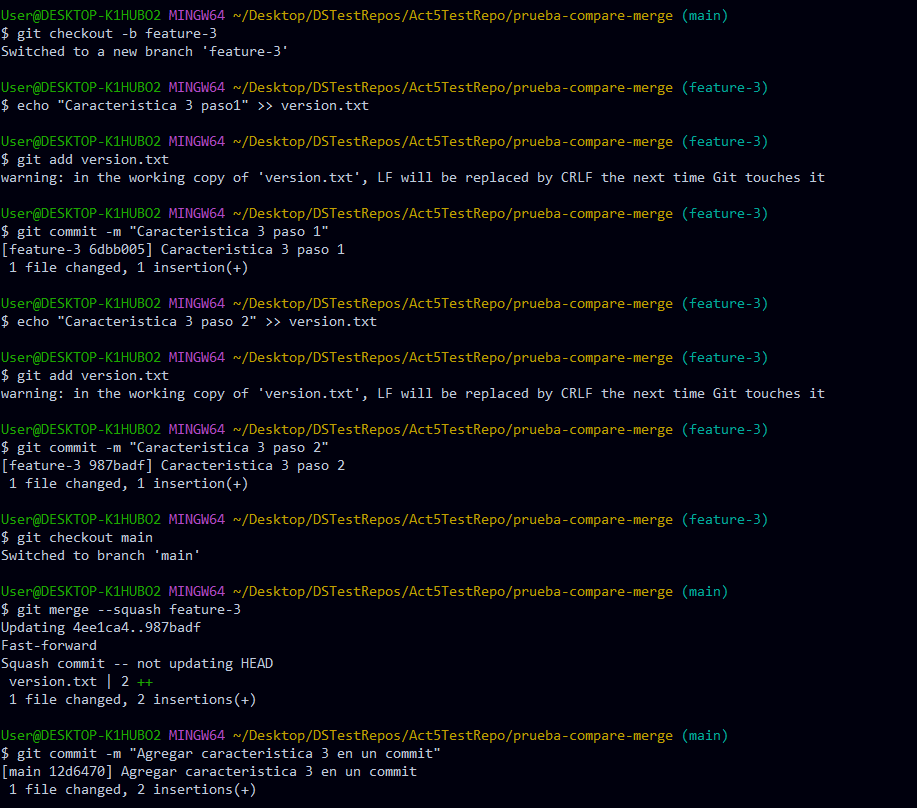 User@DESKTOP-K1HUBO2 MINGW64 ~/Desktop/DSTestRepos/Act5TestRepo/prueba-compare-merge (main)
$ git checkout -b feature-3
Switched to a new branch 'feature-3'

User@DESKTOP-K1HUBO2 MINGW64 ~/Desktop/DSTestRepos/Act5TestRepo/prueba-compare-merge (feature-3)
$ echo "Caracteristica 3 paso1" >> version.txt

User@DESKTOP-K1HUBO2 MINGW64 ~/Desktop/DSTestRepos/Act5TestRepo/prueba-compare-merge (feature-3)
$ git add version.txt
warning: in the working copy of 'version.txt', LF will be replaced by CRLF the next time Git touches it

User@DESKTOP-K1HUBO2 MINGW64 ~/Desktop/DSTestRepos/Act5TestRepo/prueba-compare-merge (feature-3)
$ git commit -m "Caracteristica 3 paso 1"
[feature-3 6dbb005] Caracteristica 3 paso 1
 1 file changed, 1 insertion(+)

User@DESKTOP-K1HUBO2 MINGW64 ~/Desktop/DSTestRepos/Act5TestRepo/prueba-compare-merge (feature-3)
$ echo "Caracteristica 3 paso 2" >> version.txt

User@DESKTOP-K1HUBO2 MINGW64 ~/Desktop/DSTestRepos/Act5TestRepo/prueba-compare-merge (feature-3)
$ git add version.txt
warning: in the working copy of 'version.txt', LF will be replaced by CRLF the next time Git touches it

User@DESKTOP-K1HUBO2 MINGW64 ~/Desktop/DSTestRepos/Act5TestRepo/prueba-compare-merge (feature-3)
$ git commit -m "Caracteristica 3 paso 2"
[feature-3 987badf] Caracteristica 3 paso 2
 1 file changed, 1 insertion(+)

User@DESKTOP-K1HUBO2 MINGW64 ~/Desktop/DSTestRepos/Act5TestRepo/prueba-compare-merge (feature-3)
$ git checkout main
Switched to branch 'main'

User@DESKTOP-K1HUBO2 MINGW64 ~/Desktop/DSTestRepos/Act5TestRepo/prueba-compare-merge (main)
$ git merge --squash feature-3
Updating 4ee1ca4..987badf
Fast-forward
Squash commit -- not updating HEAD
 version.txt | 2 ++
 1 file changed, 2 insertions(+)

User@DESKTOP-K1HUBO2 MINGW64 ~/Desktop/DSTestRepos/Act5TestRepo/prueba-compare-merge (main)
$ git commit -m "Agregar caracteristica 3 en un commit"
[main 12d6470] Agregar caracteristica 3 en un commit
 1 file changed, 2 insertions(+)